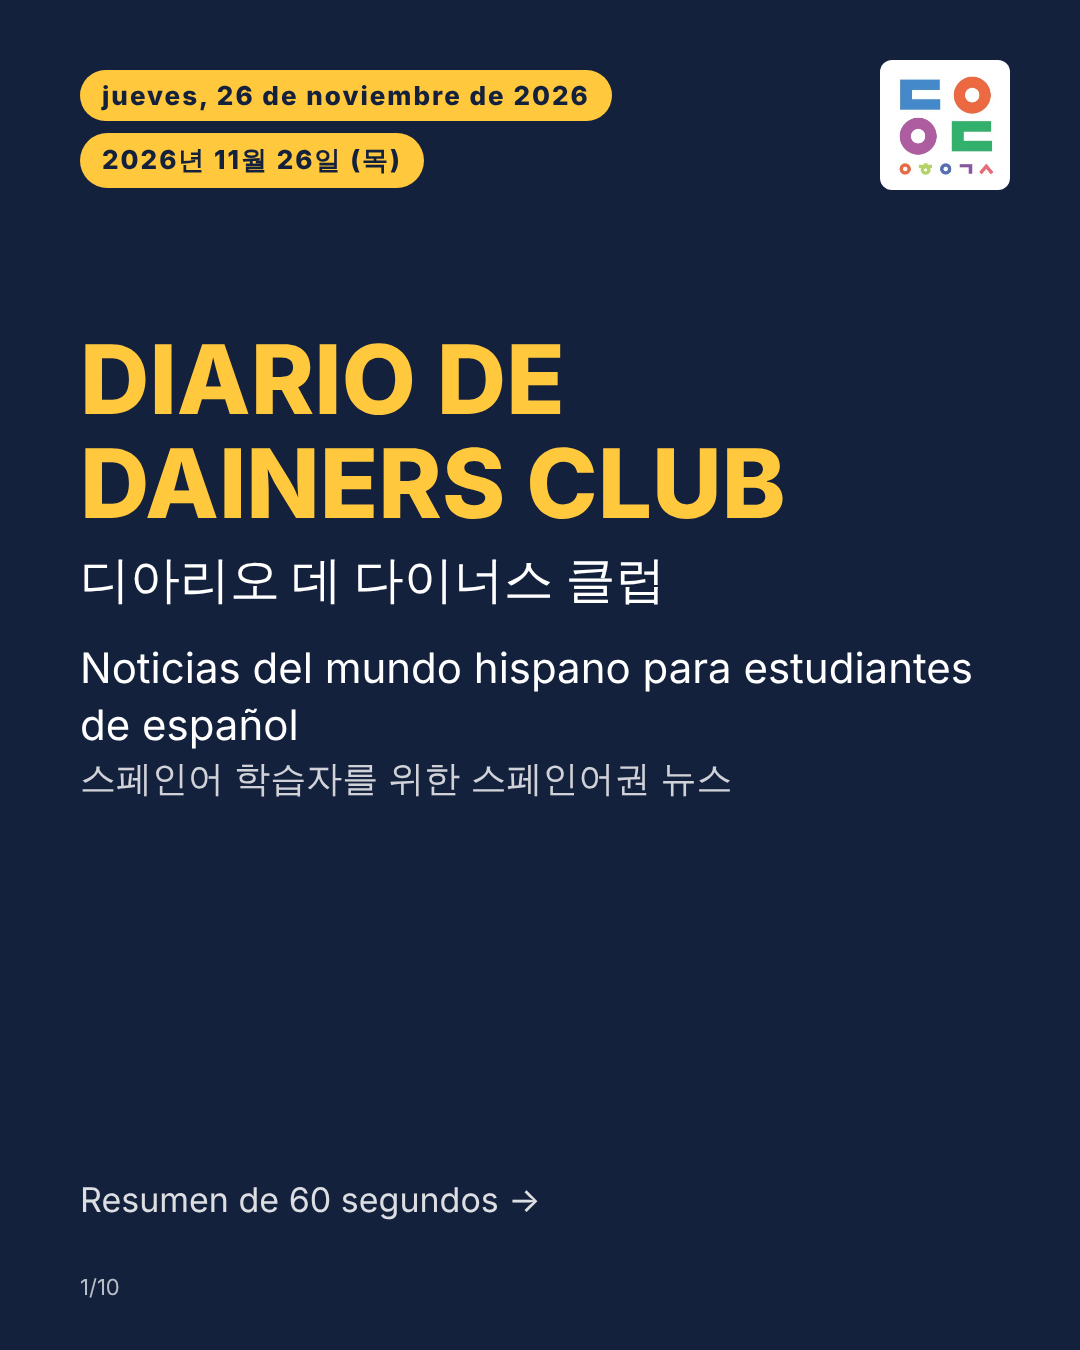 jueves, 26 de noviembre de 2026
2026년 11월 26일 (목)
ㄷㅇ
ㅇㄷ
ㅇㅎㅇㄱㅅ
DIARIO DE
DAINERS CLUB
디아리오 데 다이너스 클럽
Noticias del mundo hispano para estudiantes
de español
스페인어 학습자를 위한 스페인어권 뉴스
Resumen de 60 segundos →
1/10